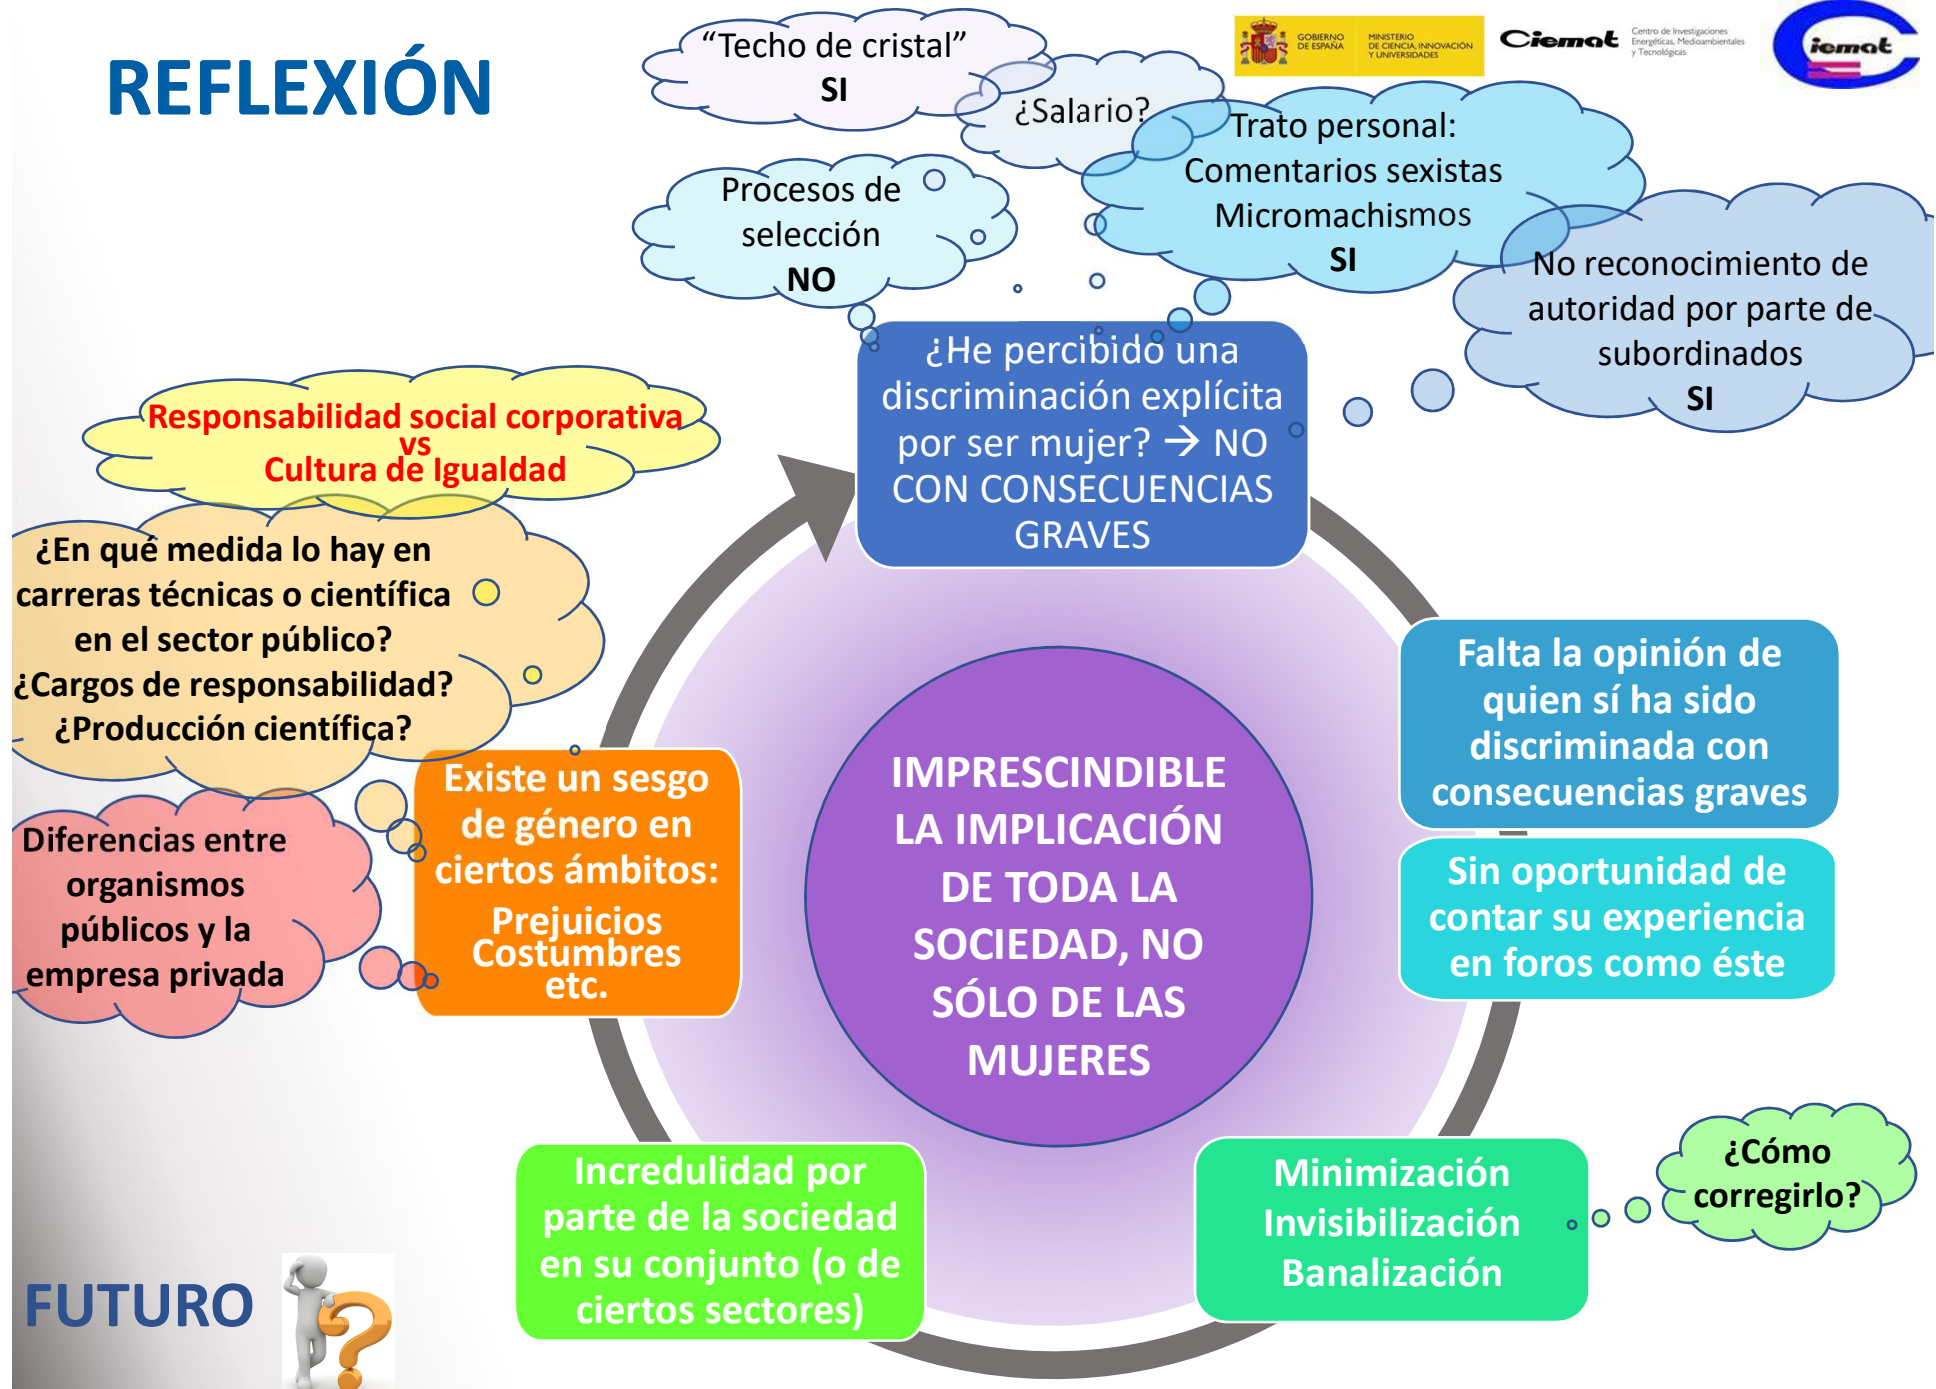 REFLEXIÓN
“Techo de cristal”
SI
¿Salario?
GOBIERNO
DE ESPAÑA
MINISTERIO
DE CIENCIA, INNOVACIÓN
Y UNIVERSIDADES
Ciemat
Centro de Investigaciones
Energéticas, Medioambientales
y Tecnológicas
Ciemat
Procesos de
selección
NO
Trato personal:
Comentarios sexistas
Micromachismos
SI
No reconocimiento de
autoridad por parte de
subordinados
SI
¿He percibido una
discriminación explícita
por ser mujer? → NO
CON CONSECUENCIAS
GRAVES
Responsabilidad social corporativa
vs
Cultura de Igualdad
¿En qué medida lo hay en
carreras técnicas o científica
en el sector público?
¿Cargos de responsabilidad?
¿Producción científica?
Diferencias entre
organismos
públicos y la
empresa privada
Existe un sesgo
de género en
ciertos ámbitos:
Prejuicios
Costumbres
etc.
IMPRESCINDIBLE
LA IMPLICACIÓN
DE TODA LA
SOCIEDAD, NO
SÓLO DE LAS
MUJERES
Falta la opinión de
quien sí ha sido
discriminada con
consecuencias graves
Sin oportunidad de
contar su experiencia
en foros como éste
Minimización
Invisibilización
Banalización
¿Cómo
corregirlo?
Incredulidad por
parte de la sociedad
en su conjunto (o de
ciertos sectores)
FUTURO